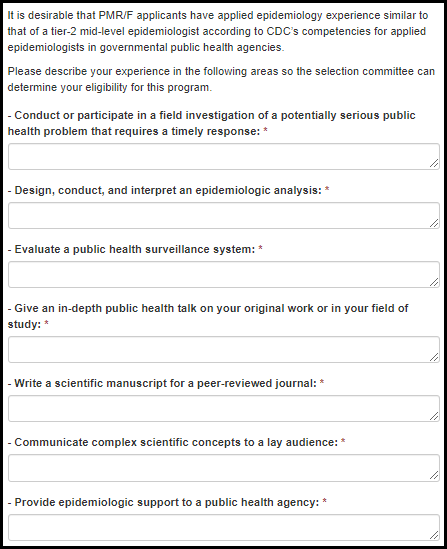 It is desirable that PMR/F applicants have applied epidemiology experience similar to
that of a tier-2 mid-level epidemiologist according to CDC's competencies for applied
epidemiologists in governmental public health agencies.
Please describe your experience in the following areas so the selection committee can
determine your eligibility for this program.
- Conduct or participate in a field investigation of a potentially serious public
health problem that requires a timely response: *
- Design, conduct, and interpret an epidemiologic analysis: *
- Evaluate a public health surveillance system: *
- Give an in-depth public health talk on your original work or in your field of
study: *
- Write a scientific manuscript for a peer-reviewed journal: *
- Communicate complex scientific concepts to a lay audience: *
- Provide epidemiologic support to a public health agency: *